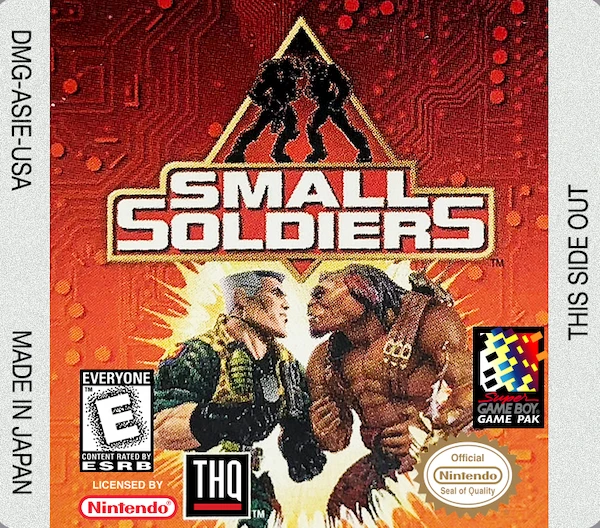 DMG-ASIE-USA
MADE IN JAPAN
THIS SIDE OUT
SMALL
SOLDIERS
TM
EVERYONE
TM
E
CONTENT RATED BY
ESRB
LICENSED BY
Nintendo®
THQ
TM
Super
GAME BOY®
GAME PAK
Official
Nintendo
Seal of Quality